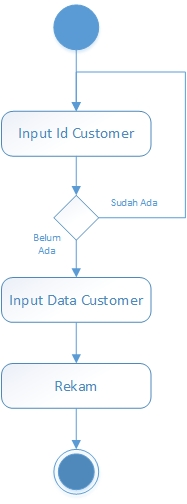 Input Id Customer
Sudah Ada
Belum
Ada
Input Data Customer
Rekam